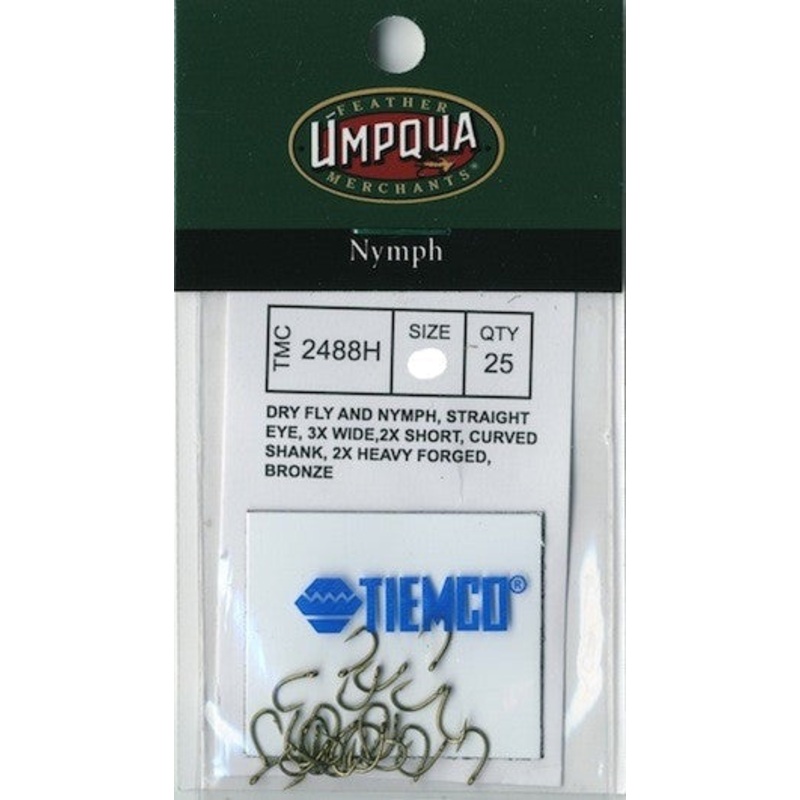 FEATHER
UMPQUA
MERCHANTS®
Nymph
TMC 2488H SIZE QTY 25
DRY FLY AND NYMPH, STRAIGHT
EYE, 3X WIDE,2X SHORT, CURVED
SHANK, 2X HEAVY FORGED,
BRONZE
TIEMCO®